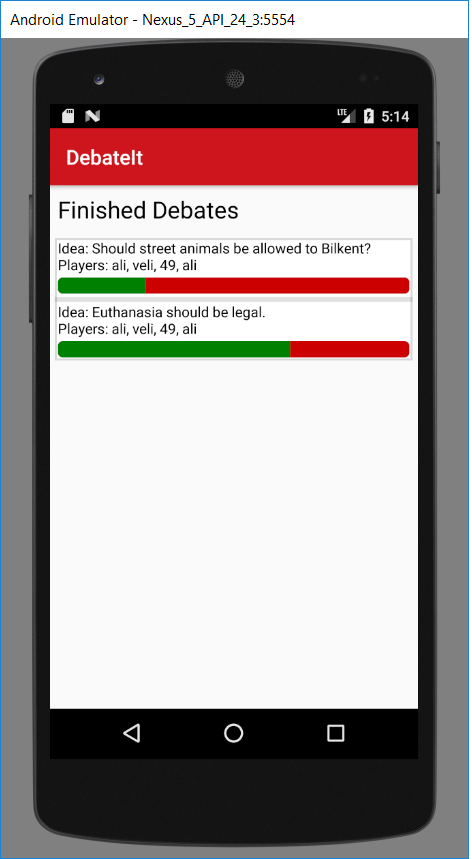 Android Emulator - Nexus_5_API_24_3:5554
LTE 5:14
DebateIt
Finished Debates
Idea: Should street animals be allowed to Bilkent?
Players: ali, veli, 49, ali
Idea: Euthanasia should be legal.
Players: ali, veli, 49, ali